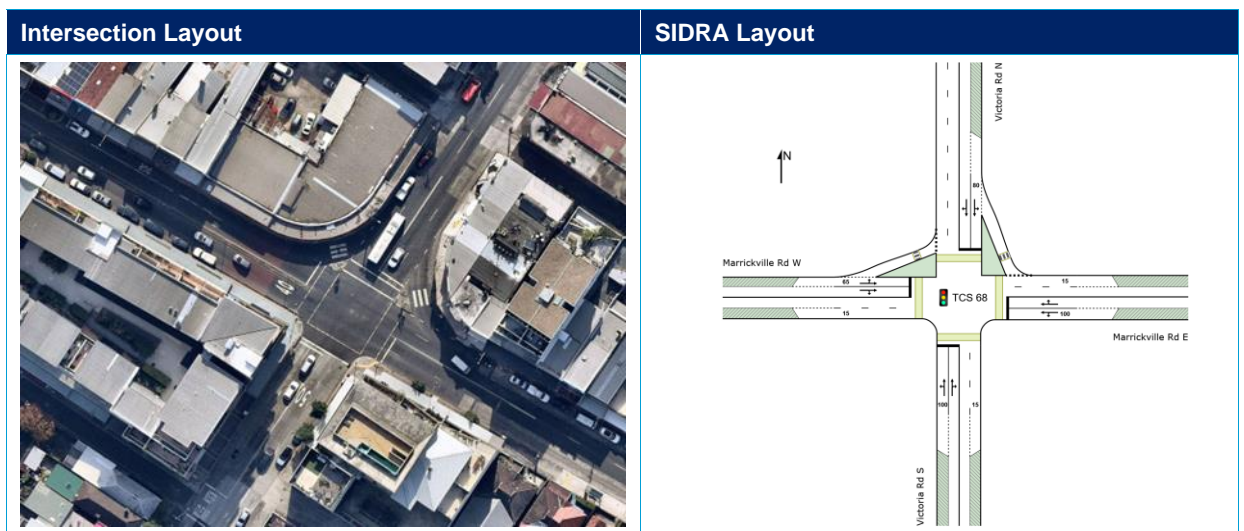 Intersection Layout
SIDRA Layout
Victoria Rd N
N
80
Marrickville Rd W
65
15
TCS 68
15
100
Marrickville Rd E
100
15
Victoria Rd S